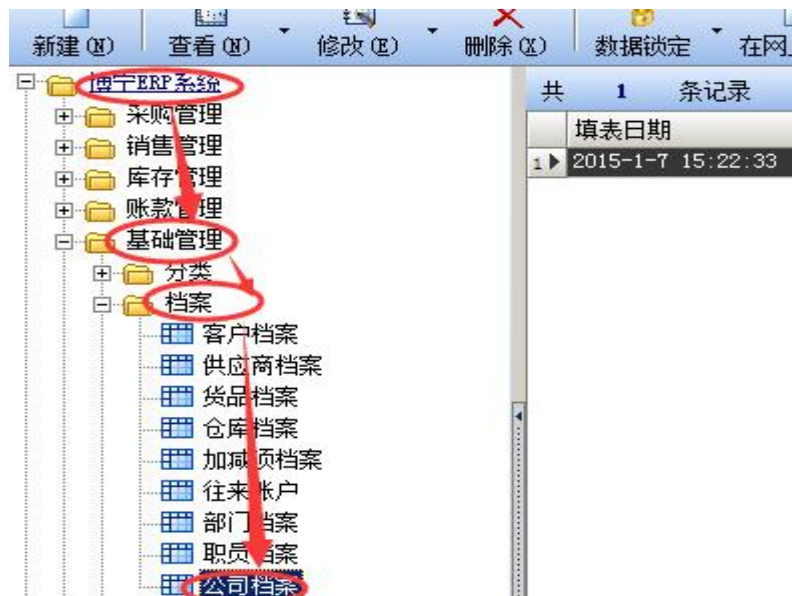 新建(N) 查看(N) 修改(E) 删除(X) 数据锁定 在网
博宁ERP系统
采购管理
销售管理
库存管理
账款管理
基础管理
分类
档案
客户档案
供应商档案
货品档案
仓库档案
加减项档案
往来账户
部门档案
职员档案
公司档案
共 1 条记录
填表日期
1 2015-1-7 15:22:33